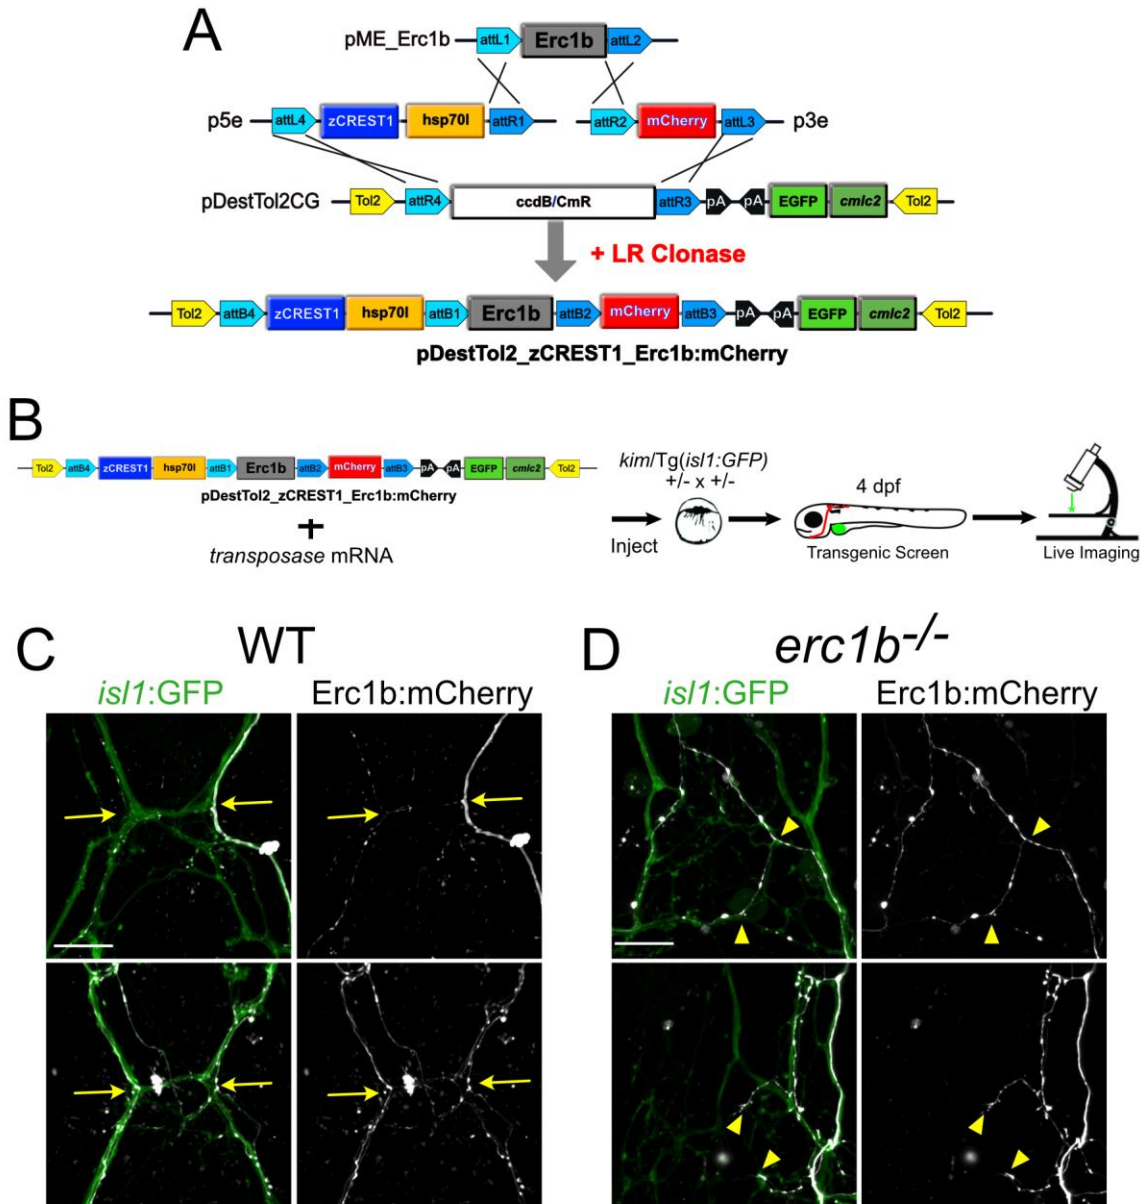 A
pME_Erc1b attL1 Erc1b attL2
p5e attL4 zCREST1 hsp70l attR1 attR2 mCherry attL3 p3e
pDestTol2CG Tol2 attR4 ccdB/CmR attR3 pA pA EGFP cmlc2 Tol2
+ LR Clonase
Tol2 attB4 zCREST1 hsp70l attB1 Erc1b attB2 mCherry attB3 pA pA EGFP cmlc2 Tol2
pDestTol2_zCREST1_Erc1b:mCherry
B
Tol2 attB4 zCREST1 hsp70l attB1 Erc1b attB2 mCherry attB3 pA pA EGFP cmlc2 Tol2
pDestTol2_zCREST1_Erc1b:mCherry
+
transposase mRNA
Inject
kim/Tg(isl1:GFP)
+/- x +/-
4 dpf
Transgenic Screen
Live Imaging
C WT
isl1:GFP Erc1b:mCherry
D erc1b-/-
isl1:GFP Erc1b:mCherry